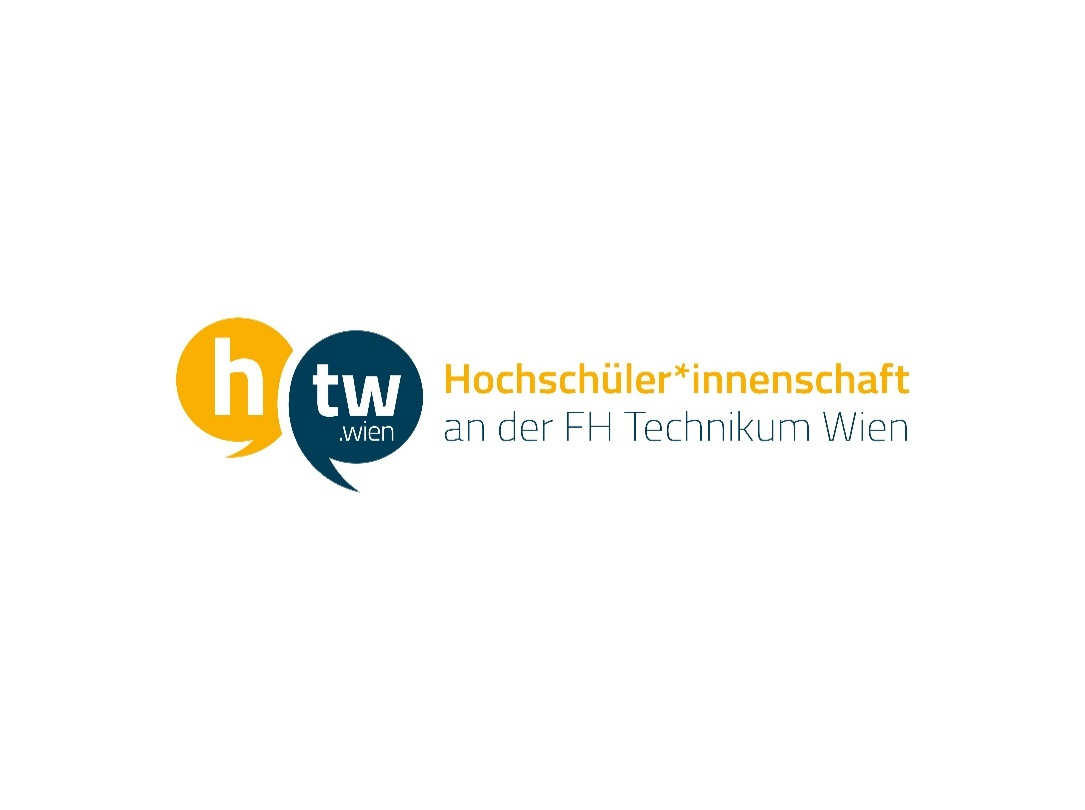 h
tw
.wien
Hochschüler*innenschaft
an der FH Technikum Wien